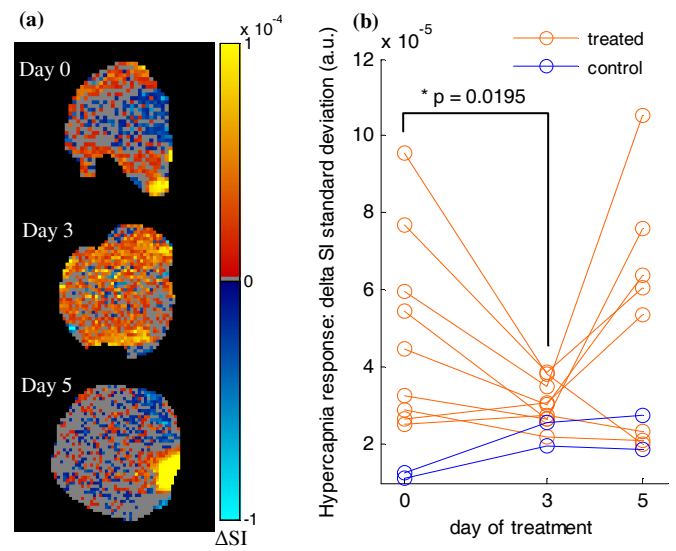 (a)
x 10⁻⁴
1
Day 0
Day 3
0
Day 5
-1
ΔSI
(b)
x 10⁻⁵
treated
control
* p = 0.0195
12
10
8
6
4
2
Hypercapnia response: delta SI standard deviation (a.u.)
0
3
5
day of treatment